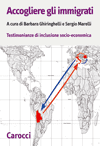 Accogliere gli immigrati
A cura di Barbara Ghiringhelli e Sergio Marelli
Testimonianze di inclusione socio-economica
Carocci